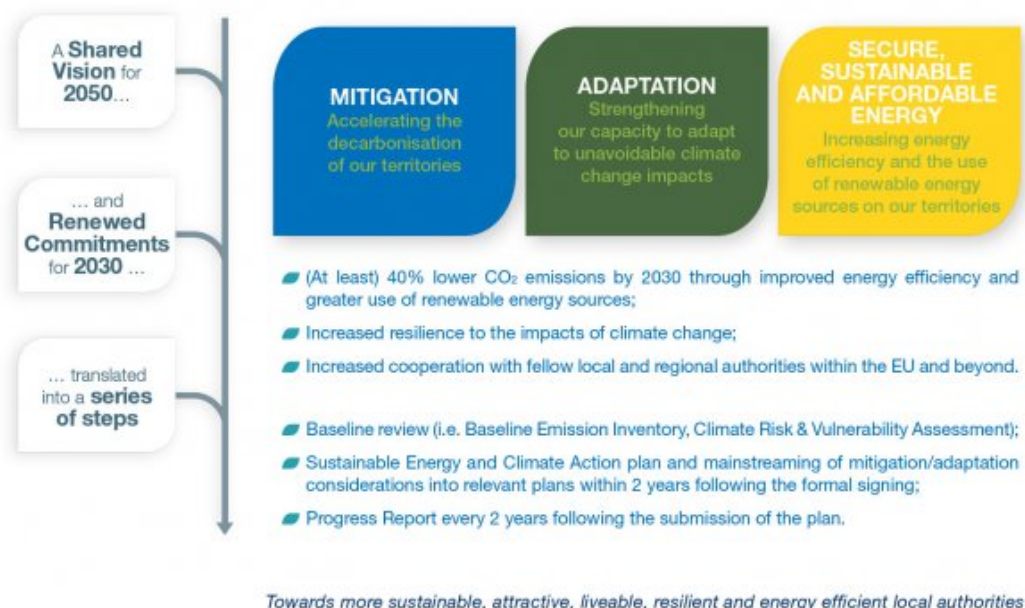 A Shared
Vision for
2050...
MITIGATION
Accelerating the
decarbonisation
of our territories
ADAPTATION
Strengthening
our capacity to adapt
to unavoidable climate
change impacts
SECURE,
SUSTAINABLE
AND AFFORDABLE
ENERGY
Increasing energy
efficiency and the use
of renewable energy
sources on our territories
... and
Renewed
Commitments
for 2030 ...
(At least) 40% lower CO₂ emissions by 2030 through improved energy efficiency and
greater use of renewable energy sources;
Increased resilience to the impacts of climate change;
Increased cooperation with fellow local and regional authorities within the EU and beyond.
... translated
into a series
of steps
Baseline review (i.e. Baseline Emission Inventory, Climate Risk & Vulnerability Assessment);
Sustainable Energy and Climate Action plan and mainstreaming of mitigation/adaptation
considerations into relevant plans within 2 years following the formal signing;
Progress Report every 2 years following the submission of the plan.
Towards more sustainable, attractive, liveable, resilient and energy efficient local authorities